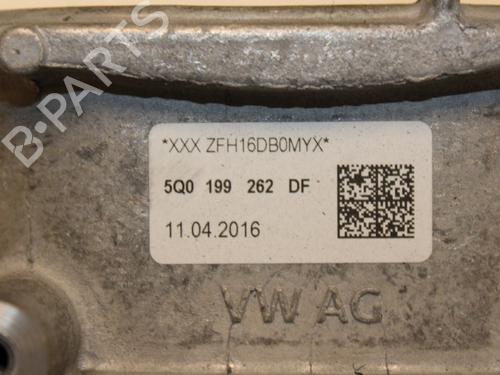 B-PARTS
*XXX ZFH16DB0MYX*
5Q0 199 262 DF
11.04.2016
VW AG